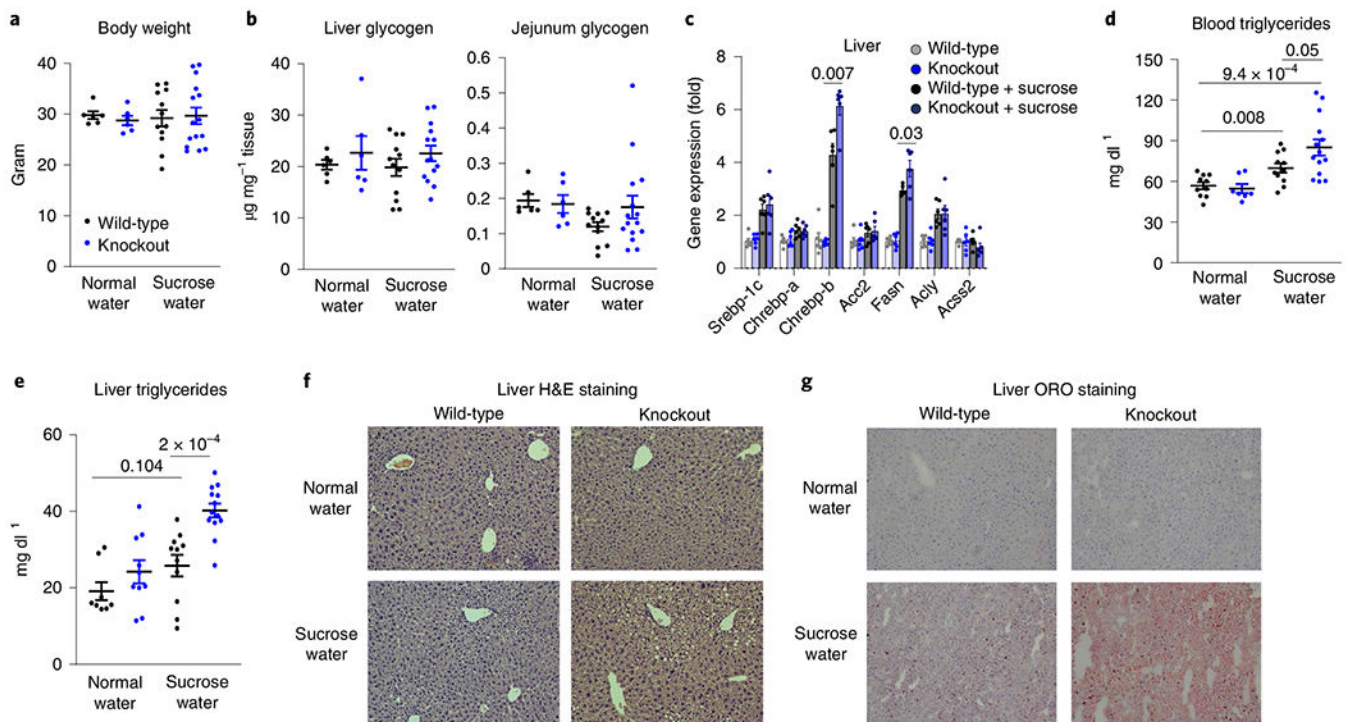 a
Body weight
Gram
40
30
20
10
0
Wild-type
Knockout
Normal
water
Sucrose
water
b
Liver glycogen
µg mg⁻¹ tissue
40
30
20
10
0
Normal
water
Sucrose
water
Jejunum glycogen
0.6
0.5
0.4
0.3
0.2
0.1
0
Normal
water
Sucrose
water
c
Liver
Wild-type
Knockout
Wild-type + sucrose
Knockout + sucrose
Gene expression (fold)
8
6
4
2
0
0.007
0.03
Srebp-1c
Chrebp-a
Chrebp-b
Acc2
Fasn
Acly
Acss2
d
Blood triglycerides
0.05
9.4 × 10⁻⁴
0.008
mg dl⁻¹
150
120
90
60
30
0
Normal
water
Sucrose
water
e
Liver triglycerides
2 × 10⁻⁴
0.104
mg dl⁻¹
60
40
20
0
Normal
water
Sucrose
water
f
Liver H&E staining
Wild-type
Knockout
Normal
water
Sucrose
water
g
Liver ORO staining
Wild-type
Knockout
Normal
water
Sucrose
water